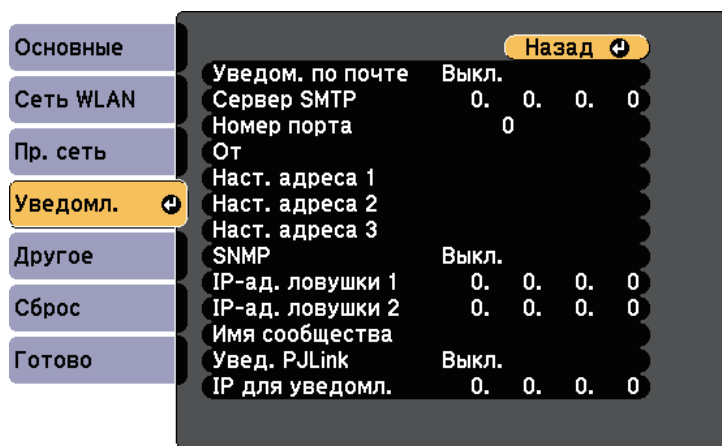 Основные
Сеть WLAN
Пр. сеть
Уведомл.
Другое
Сброс
Готово
Назад
Уведом. по почте Выкл.
Сервер SMTP 0. 0. 0. 0
Номер порта 0
От
Наст. адреса 1
Наст. адреса 2
Наст. адреса 3
SNMP Выкл.
IP-ад. ловушки 1 0. 0. 0. 0
IP-ад. ловушки 2 0. 0. 0. 0
Имя сообщества
Увед. PJLink Выкл.
IP для уведомл. 0. 0. 0. 0